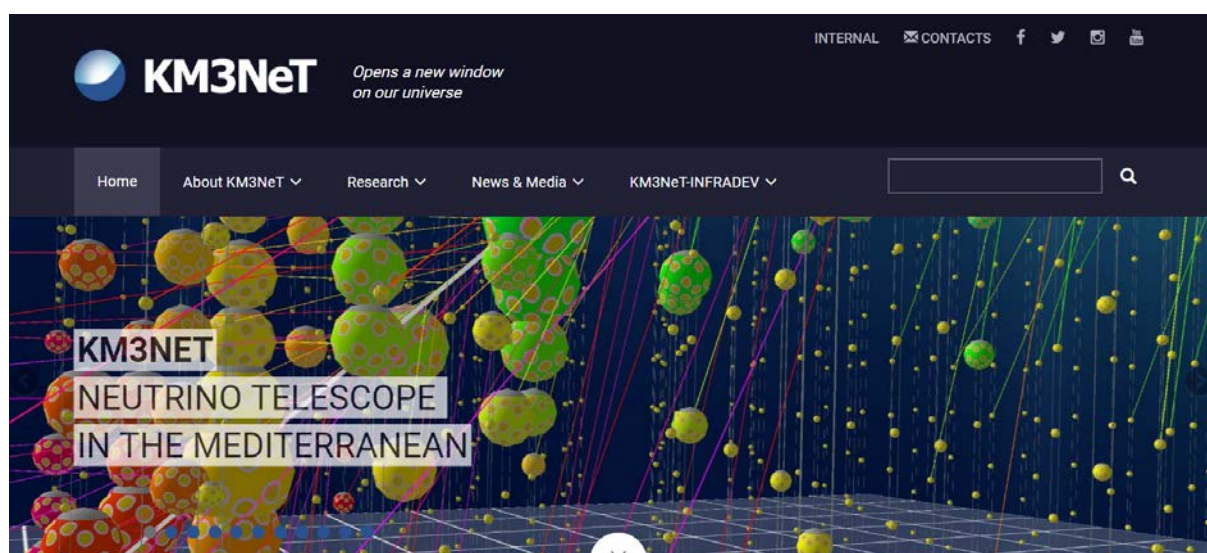 INTERNAL CONTACTS
KM3NeT
Opens a new window
on our universe
Home About KM3NeT Research News & Media KM3NeT-INFRADEV
KM3NET
NEUTRINO TELESCOPE
IN THE MEDITERRANEAN